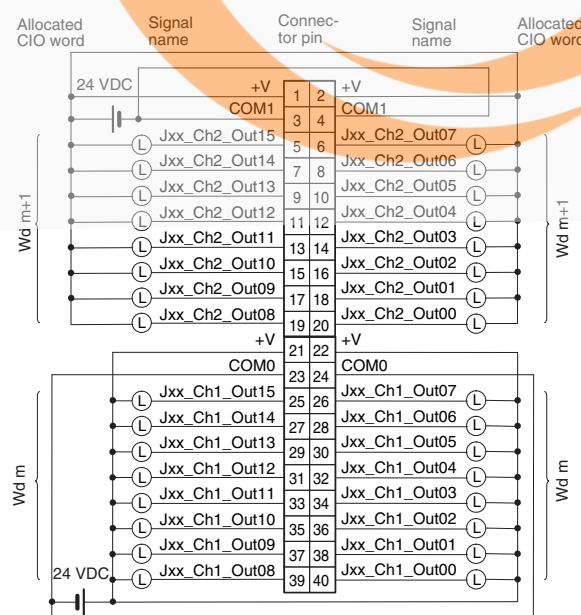 Allocated CIO word
Signal name
Connec-tor pin
Signal name
Allocated CIO word
24 VDC
+V 1 2 +V
COM1 3 4 COM1
L Jxx_Ch2_Out15 5 6 Jxx_Ch2_Out07 L
L Jxx_Ch2_Out14 7 8 Jxx_Ch2_Out06 L
L Jxx_Ch2_Out13 9 10 Jxx_Ch2_Out05 L
L Jxx_Ch2_Out12 11 12 Jxx_Ch2_Out04 L
Wd m+1
Wd m+1
L Jxx_Ch2_Out11 13 14 Jxx_Ch2_Out03 L
L Jxx_Ch2_Out10 15 16 Jxx_Ch2_Out02 L
L Jxx_Ch2_Out09 17 18 Jxx_Ch2_Out01 L
L Jxx_Ch2_Out08 19 20 Jxx_Ch2_Out00 L
+V 21 22 +V
COM0 23 24 COM0
L Jxx_Ch1_Out15 25 26 Jxx_Ch1_Out07 L
L Jxx_Ch1_Out14 27 28 Jxx_Ch1_Out06 L
L Jxx_Ch1_Out13 29 30 Jxx_Ch1_Out05 L
L Jxx_Ch1_Out12 31 32 Jxx_Ch1_Out04 L
Wd m
Wd m
L Jxx_Ch1_Out11 33 34 Jxx_Ch1_Out03 L
L Jxx_Ch1_Out10 35 36 Jxx_Ch1_Out02 L
L Jxx_Ch1_Out09 37 38 Jxx_Ch1_Out01 L
24 VDC
L Jxx_Ch1_Out08 39 40 Jxx_Ch1_Out00 L